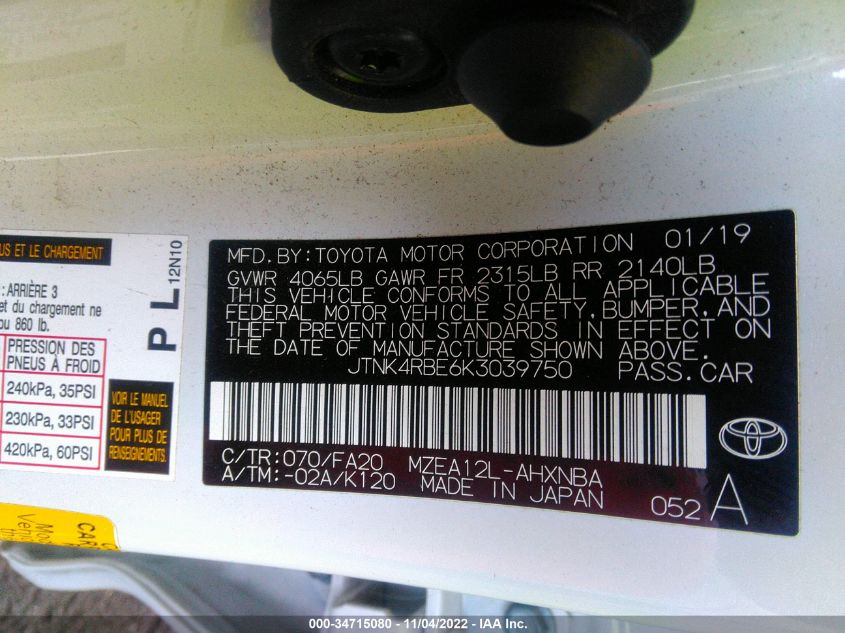 US ET LE CHARGEMENT
: ARRIÈRE 3
et du chargement ne
ou 860 lb.
PRESSION DES
PNEUS À FROID
240kPa, 35PSI
230kPa, 33PSI
420kPa, 60PSI
P L
12N10
VOIR LE MANUEL
DE L'USAGER
POUR PLUS DE
RENSEIGNEMENTS.
MFD. BY: TOYOTA MOTOR CORPORATION 01/19
GVWR 4065LB GAWR FR 2315LB RR 2140LB
THIS VEHICLE CONFORMS TO ALL APPLICABLE
FEDERAL MOTOR VEHICLE SAFETY, BUMPER, AND
THEFT PREVENTION STANDARDS IN EFFECT ON
THE DATE OF MANUFACTURE SHOWN ABOVE.
JTNK4RBE6K3039750 PASS. CAR
C/TR: 070/FA20 MZEA12L-AHXNBA
A/TM: -02A/K120 MADE IN JAPAN 052 A
000-34715080 - 11/04/2022 - IAA Inc.